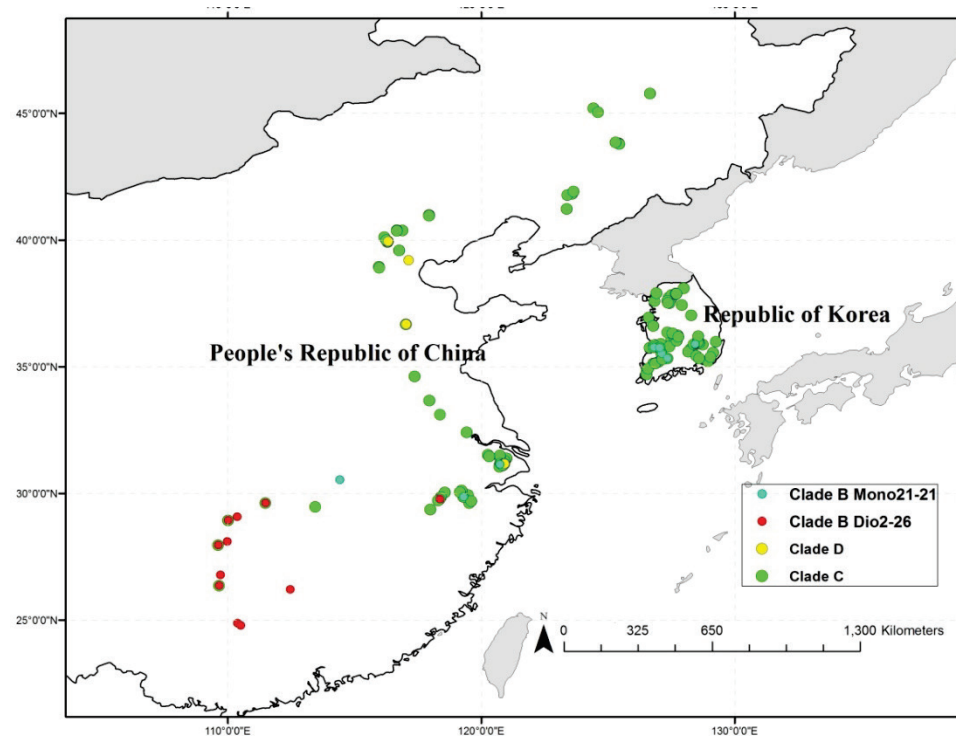 45°0'0"N
40°0'0"N
Republic of Korea
People's Republic of China
35°0'0"N
30°0'0"N
Clade B Mono21-21
Clade B Dio2-26
Clade D
Clade C
25°0'0"N
N
0 325 650 1,300 Kilometers
110°0'0"E 120°0'0"E 130°0'0"E